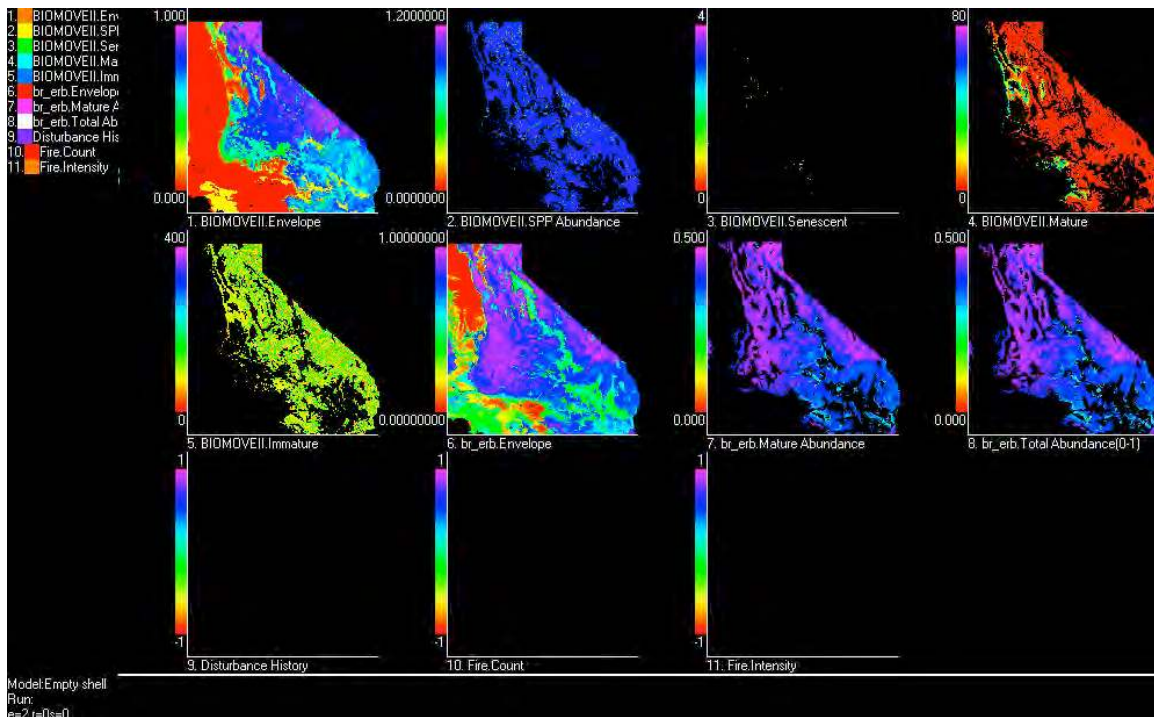 1. BIOMOVEII.Env
2. BIOMOVEII.SPI
3. BIOMOVEII.Ser
4. BIOMOVEII.Ma
5. BIOMOVEII.Imn
6. br_erb.Envelope
7. br_erb.Mature A
8. br_erb.Total Ab
9. Disturbance His
10. Fire.Count
11. Fire.Intensity
1.000
0.000
1. BIOMOVEII.Envelope
1.2000000
0.0000000
2. BIOMOVEII.SPP Abundance
4
0
3. BIOMOVEII.Senescent
80
0
4. BIOMOVEII.Mature
400
0
5. BIOMOVEII.Immature
1.00000000
0.00000000
6. br_erb.Envelope
0.500
0.000
7. br_erb.Mature Abundance
0.500
0.000
8. br_erb.Total Abundance(0-1)
1
-1
9. Disturbance History
1
-1
10. Fire.Count
1
-1
11. Fire.Intensity
Model:Empty shell
Run:
e=2 r=0s=0